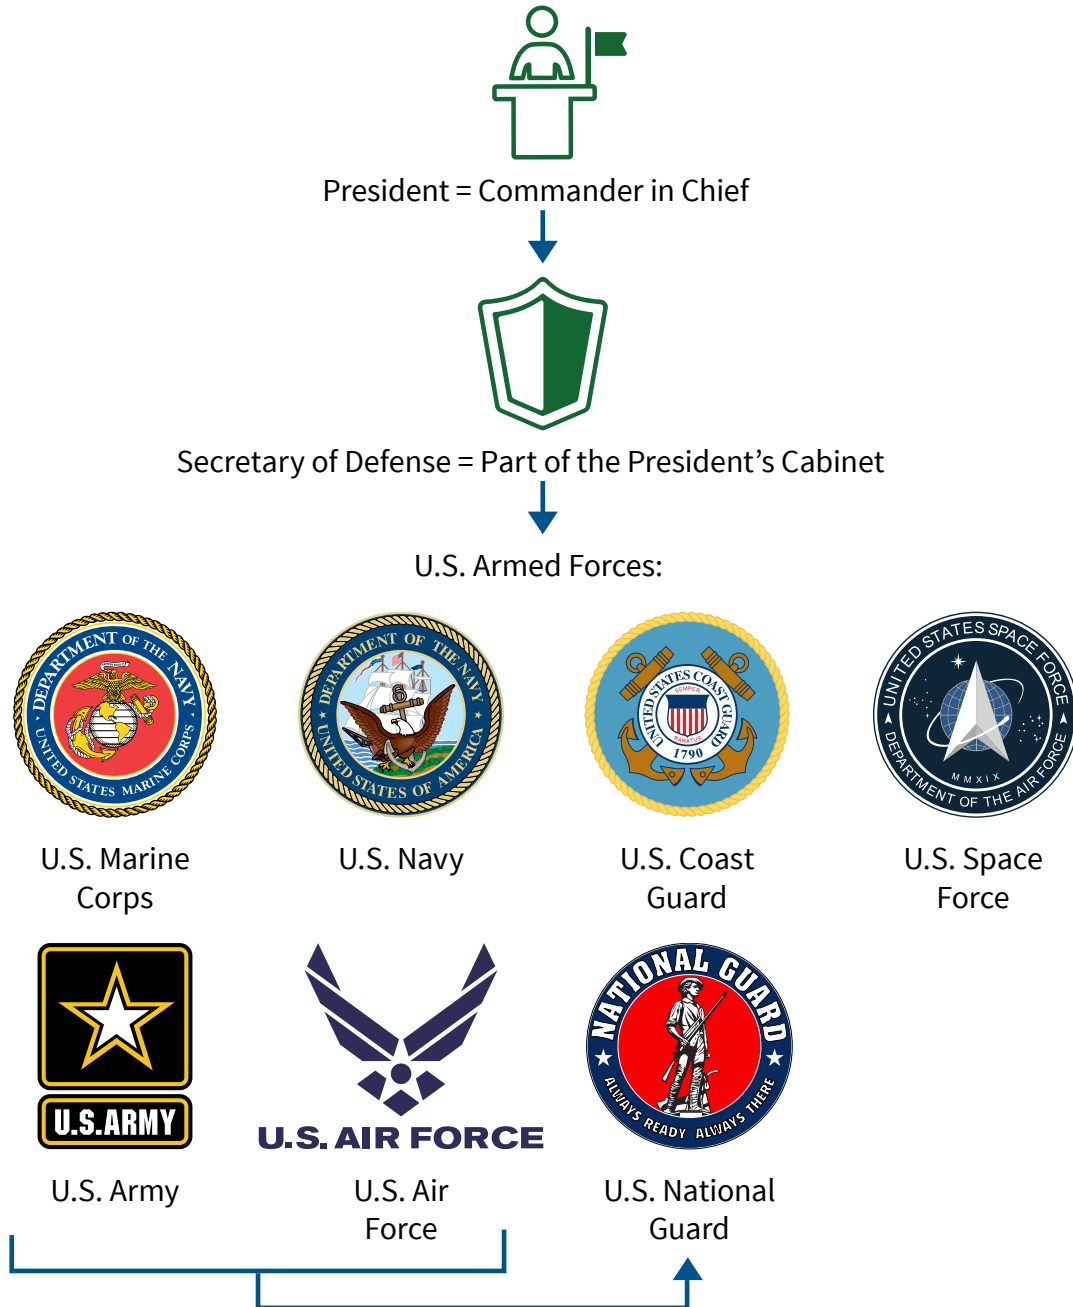 President = Commander in Chief
Secretary of Defense = Part of the President's Cabinet
U.S. Armed Forces:
DEPARTMENT OF THE NAVY
UNITED STATES MARINE CORPS
DEPARTMENT OF THE NAVY
UNITED STATES OF AMERICA
UNITED STATES COAST GUARD
SEMPER
PARATUS
1790
UNITED STATES SPACE FORCE
MMXIX
DEPARTMENT OF THE AIR FORCE
U.S. Marine
Corps
U.S. Navy
U.S. Coast
Guard
U.S. Space
Force
U.S.ARMY
U.S. AIR FORCE
NATIONAL GUARD
ALWAYS READY ALWAYS THERE
U.S. Army
U.S. Air
Force
U.S. National
Guard